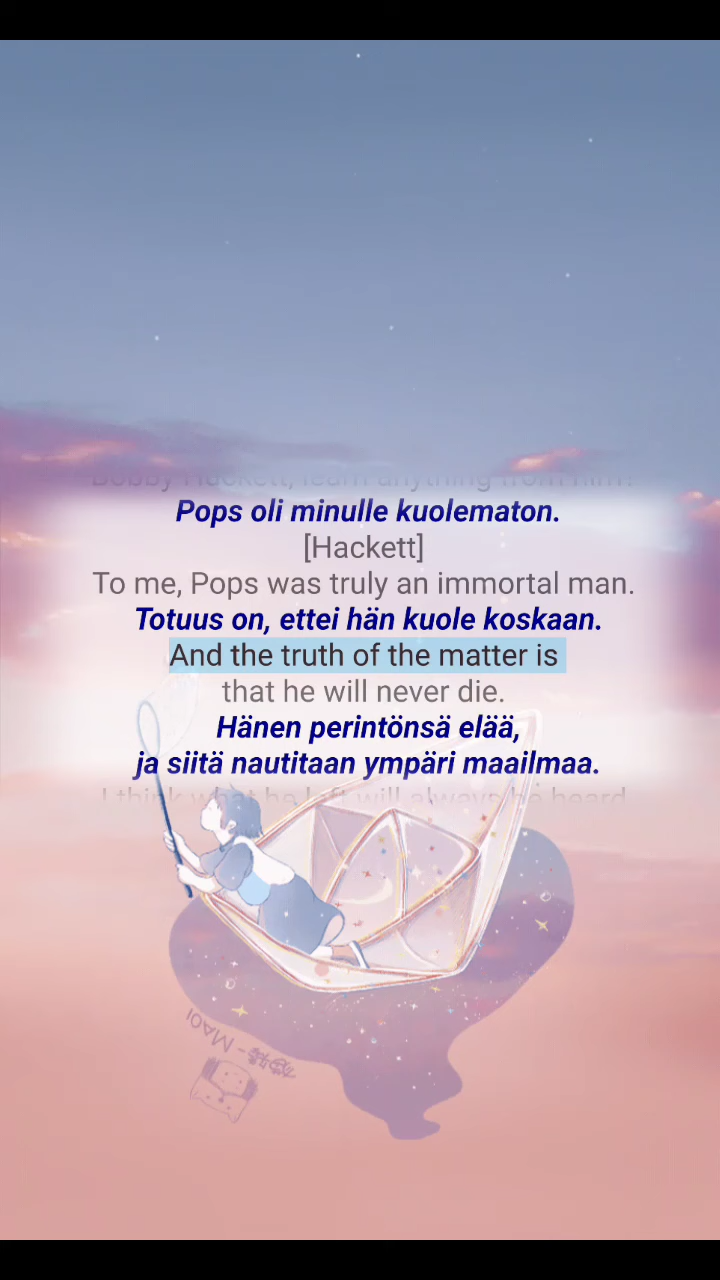 Bobby Hackett, learn anything from him?
Pops oli minulle kuolematon.
[Hackett]
To me, Pops was truly an immortal man.
Totuus on, ettei hän kuole koskaan.
And the truth of the matter is
that he will never die.
Hänen perintönsä elää,
ja siitä nautitaan ympäri maailmaa.
I think what he left will always be heard
MAOI